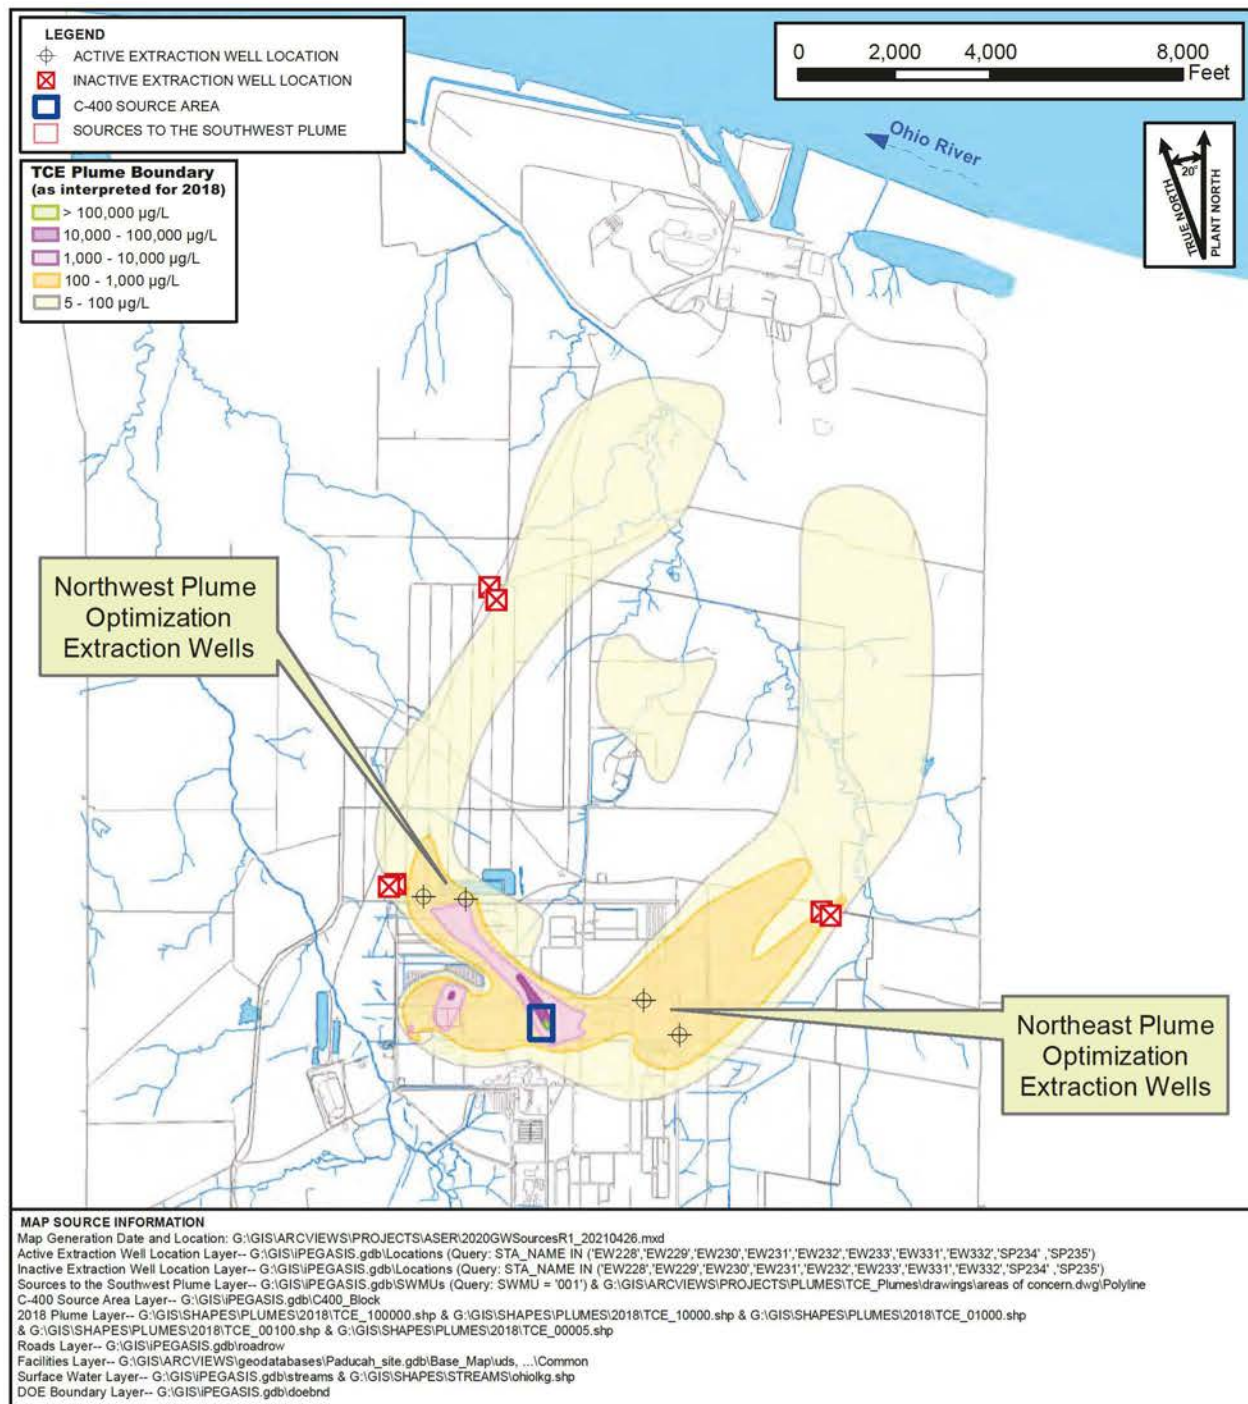 LEGEND
ACTIVE EXTRACTION WELL LOCATION
INACTIVE EXTRACTION WELL LOCATION
C-400 SOURCE AREA
SOURCES TO THE SOUTHWEST PLUME
TCE Plume Boundary
(as interpreted for 2018)
> 100,000 µg/L
10,000 - 100,000 µg/L
1,000 - 10,000 µg/L
100 - 1,000 µg/L
5 - 100 µg/L
0 2,000 4,000 8,000
Feet
Ohio River
20°
TRUE NORTH
PLANT NORTH
Northwest Plume
Optimization
Extraction Wells
Northeast Plume
Optimization
Extraction Wells
MAP SOURCE INFORMATION
Map Generation Date and Location: G:\GIS\ARCVIEWS\PROJECTS\ASER\2020GWSourcesR1_20210426.mxd
Active Extraction Well Location Layer-- G:\GIS\iPEGASIS.gdb\Locations (Query: STA_NAME IN ('EW228','EW229','EW230','EW231','EW232','EW233','EW331','EW332','SP234' ,'SP235')
Inactive Extraction Well Location Layer-- G:\GIS\iPEGASIS.gdb\Locations (Query: STA_NAME IN ('EW228','EW229','EW230','EW231','EW232','EW233','EW331','EW332','SP234' ,'SP235')
Sources to the Southwest Plume Layer-- G:\GIS\iPEGASIS.gdb\SWMUs (Query: SWMU = '001') & G:\GIS\ARCVIEWS\PROJECTS\PLUMES\TCE_Plumes\drawings\areas of concern.dwg\Polyline
C-400 Source Area Layer-- G:\GIS\iPEGASIS.gdb\C400_Block
2018 Plume Layer-- G:\GIS\SHAPES\PLUMES\2018\TCE_100000.shp & G:\GIS\SHAPES\PLUMES\2018\TCE_10000.shp & G:\GIS\SHAPES\PLUMES\2018\TCE_01000.shp
& G:\GIS\SHAPES\PLUMES\2018\TCE_00100.shp & G:\GIS\SHAPES\PLUMES\2018\TCE_00005.shp
Roads Layer-- G:\GIS\iPEGASIS.gdb\roadrow
Facilities Layer-- G:\GIS\ARCVIEWS\geodatabases\Paducah_site.gdb\Base_Map\uds, ...\Common
Surface Water Layer-- G:\GIS\iPEGASIS.gdb\streams & G:\GIS\SHAPES\STREAMS\ohiolkg.shp
DOE Boundary Layer-- G:\GIS\iPEGASIS.gdb\doebnd